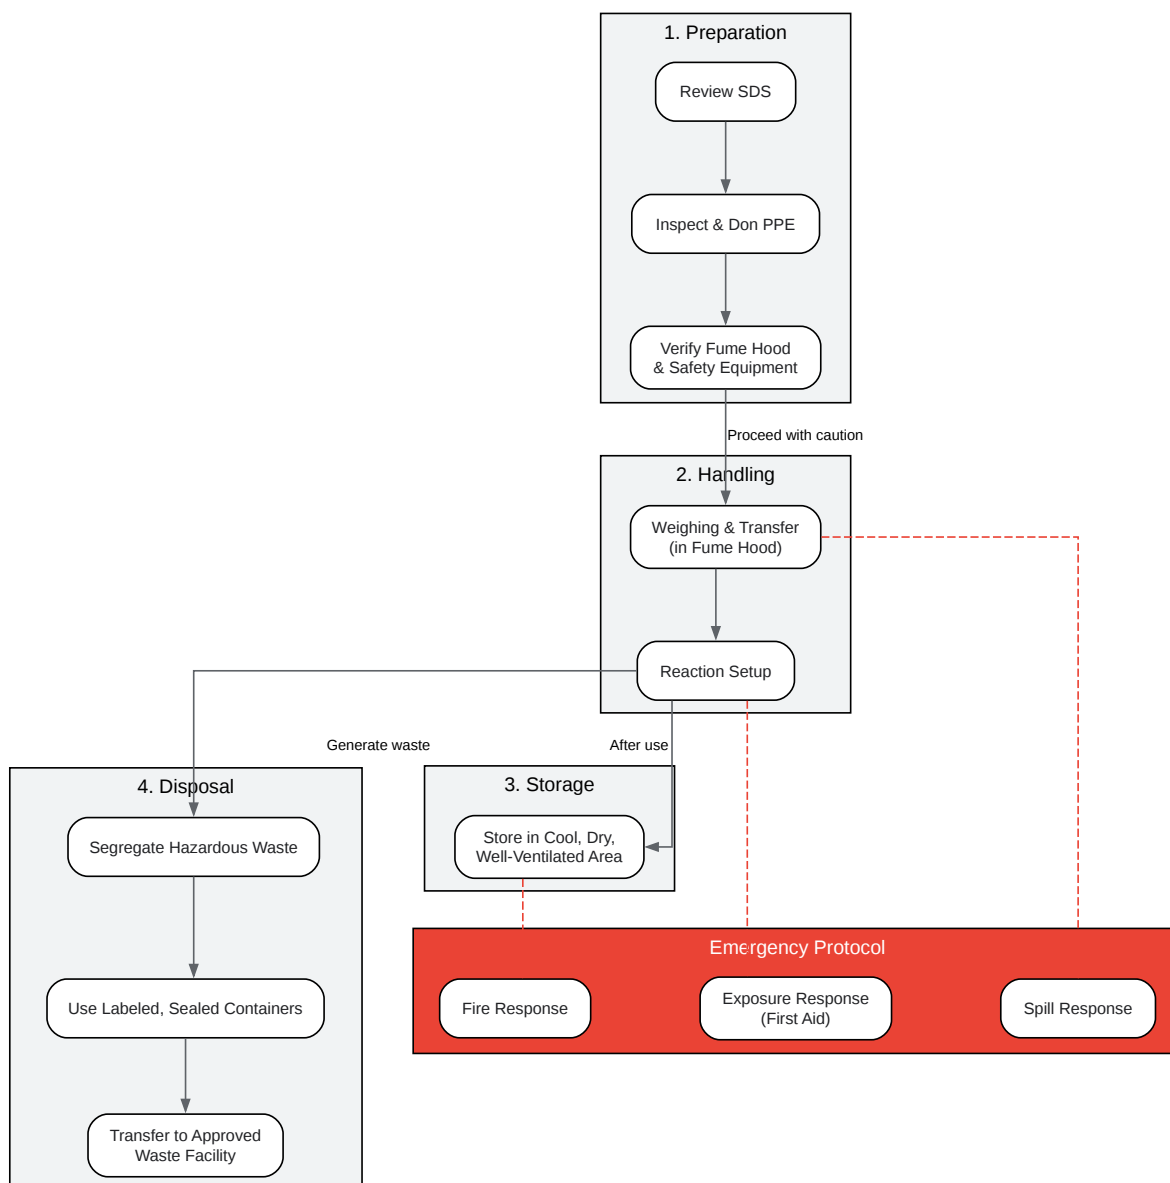 1. Preparation
Review SDS
Inspect & Don PPE
Verify Fume Hood
& Safety Equipment
Proceed with caution
2. Handling
Weighing & Transfer
(in Fume Hood)
Reaction Setup
Generate waste
After use
4. Disposal
Segregate Hazardous Waste
Use Labeled, Sealed Containers
Transfer to Approved
Waste Facility
3. Storage
Store in Cool, Dry,
Well-Ventilated Area
Emergency Protocol
Fire Response
Exposure Response
(First Aid)
Spill Response